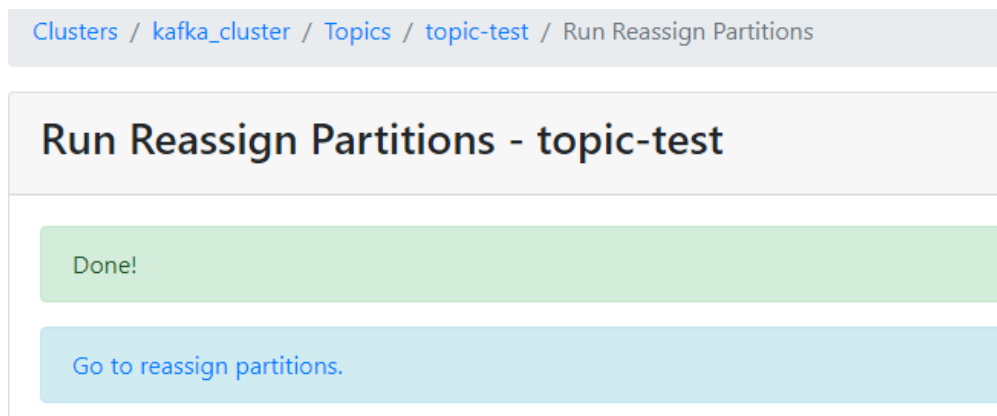 Clusters / kafka_cluster / Topics / topic-test / Run Reassign Partitions
Run Reassign Partitions - topic-test
Done!
Go to reassign partitions.